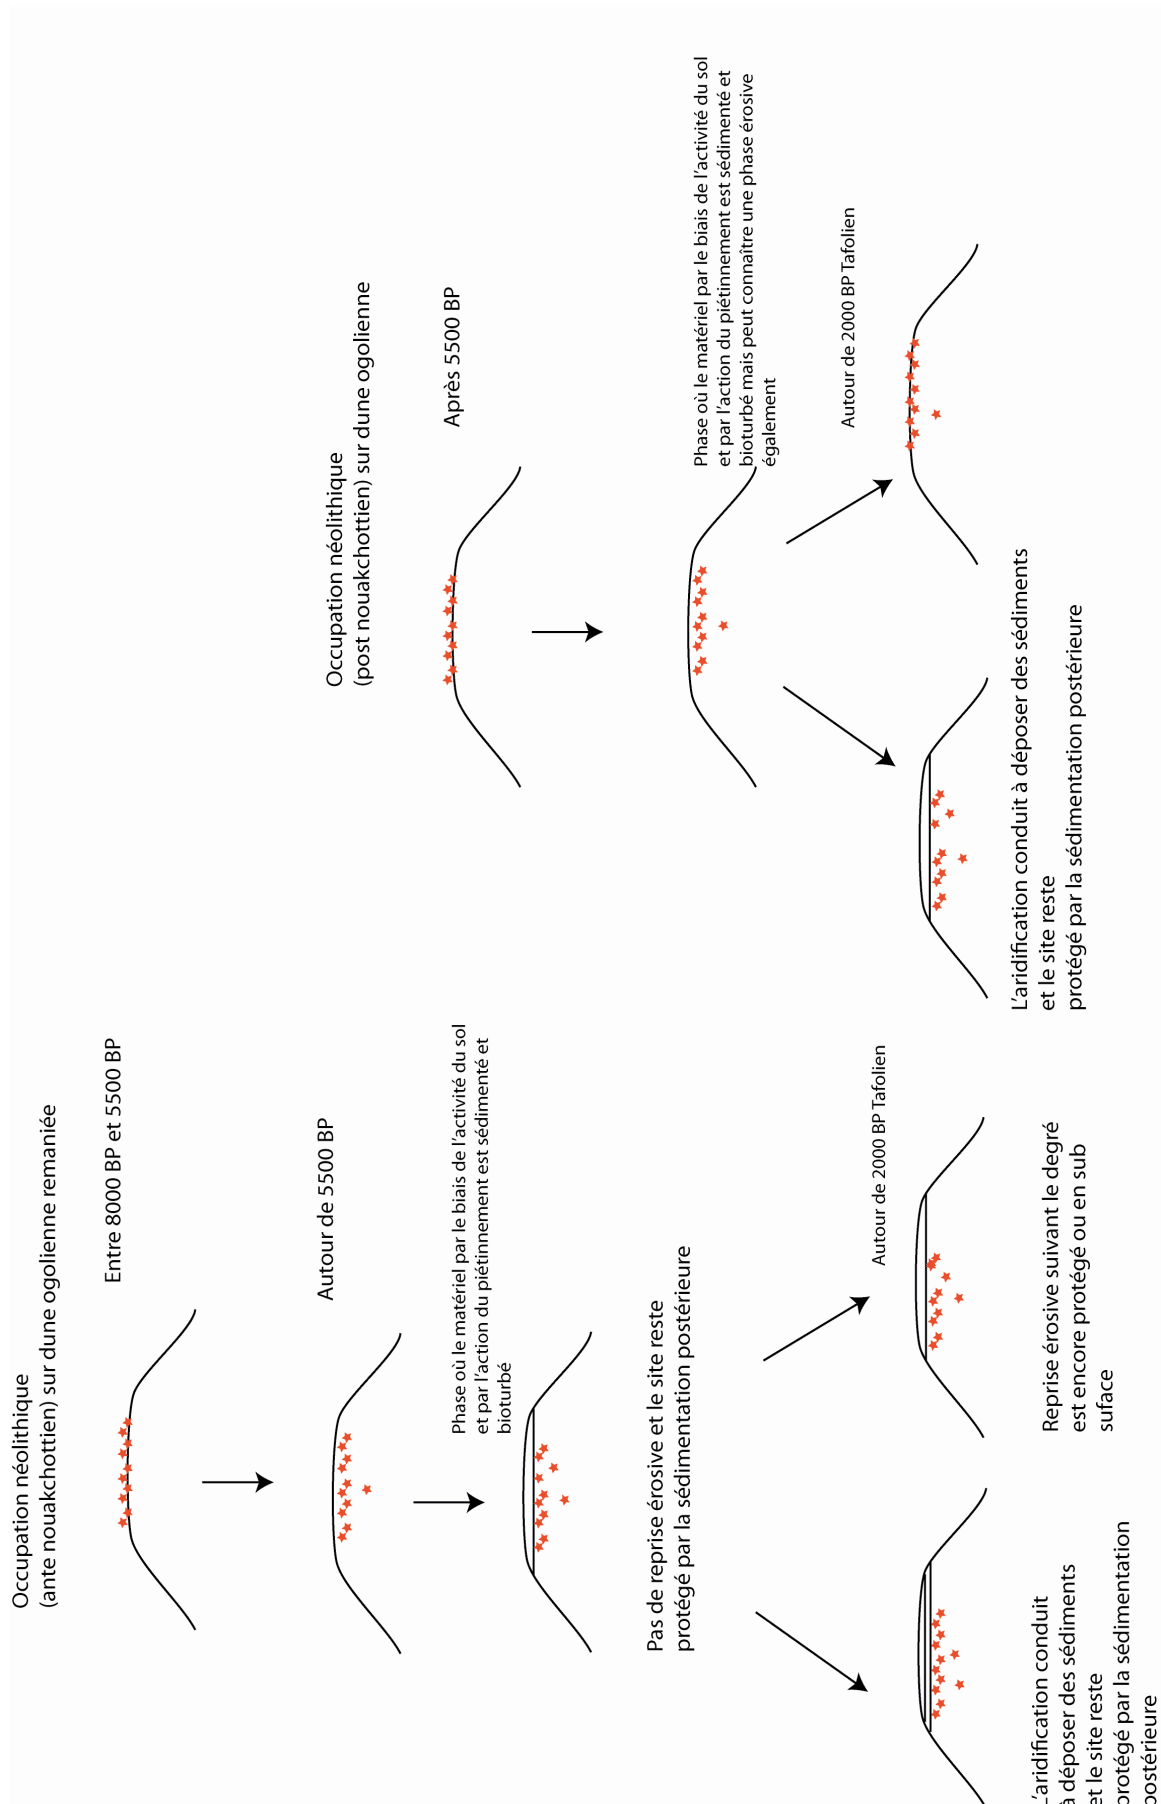 Occupation néolithique
(ante nouakchottien) sur dune ogolienne remaniée
Entre 8000 BP et 5500 BP
Autour de 5500 BP
Phase où le matériel par le biais de l'activité du sol
et par l'action du piétinnement est sédimenté et
bioturbé
Pas de reprise érosive et le site reste
protégé par la sédimentation postérieure
Autour de 2000 BP Tafolien
L'aridification conduit
à déposer des sédiments
et le site reste
protégé par la sédimentation
postérieure
Reprise érosive suivant le degré
est encore protégé ou en sub
suface
Occupation néolithique
(post nouakchottien) sur dune ogolienne
Après 5500 BP
Phase où le matériel par le biais de l'activité du sol
et par l'action du piétinnement est sédimenté et
bioturbé mais peut connaître une phase érosive
également
Autour de 2000 BP Tafolien
L'aridification conduit à déposer des sédiments
et le site reste
protégé par la sédimentation postérieure